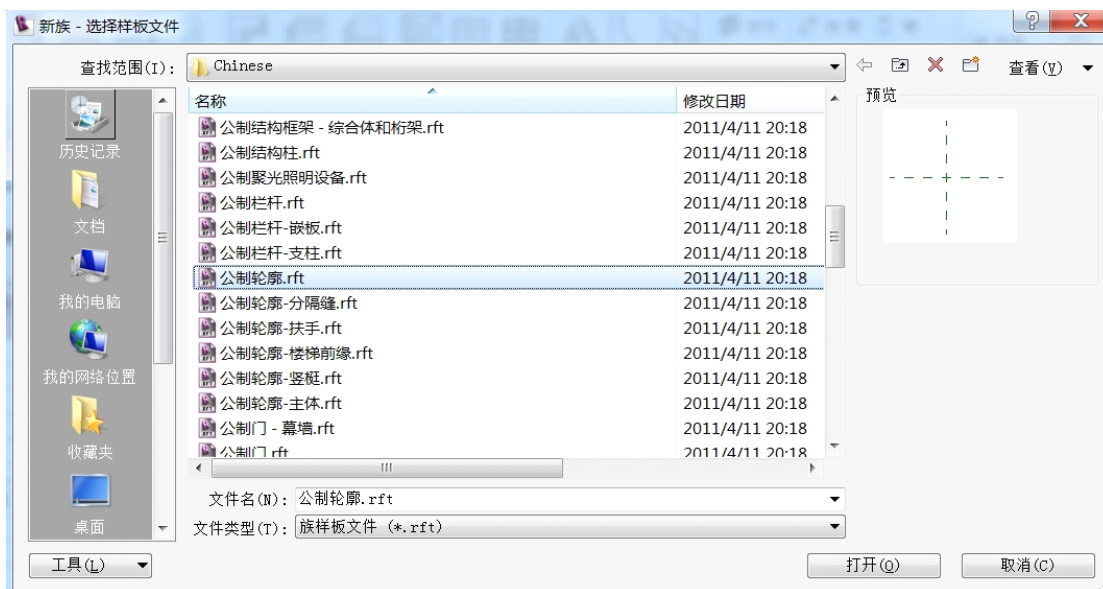 新族 - 选择样板文件
查找范围(I): Chinese 查看(V)
名称 修改日期 预览
公制结构框架 - 综合体和桁架.rft 2011/4/11 20:18
公制结构柱.rft 2011/4/11 20:18
公制聚光照明设备.rft 2011/4/11 20:18
公制栏杆.rft 2011/4/11 20:18
公制栏杆-嵌板.rft 2011/4/11 20:18
公制栏杆-支柱.rft 2011/4/11 20:18
公制轮廓.rft 2011/4/11 20:18
公制轮廓-分隔缝.rft 2011/4/11 20:18
公制轮廓-扶手.rft 2011/4/11 20:18
公制轮廓-楼梯前缘.rft 2011/4/11 20:18
公制轮廓-竖梃.rft 2011/4/11 20:18
公制轮廓-主体.rft 2011/4/11 20:18
公制门 - 幕墙.rft 2011/4/11 20:18
公制门.rft 2011/4/11 20:18
历史记录
文档
我的电脑
我的网络位置
收藏夹
桌面
文件名(N): 公制轮廓.rft
文件类型(T): 族样板文件 (*.rft)
工具(L) 打开(O) 取消(C)